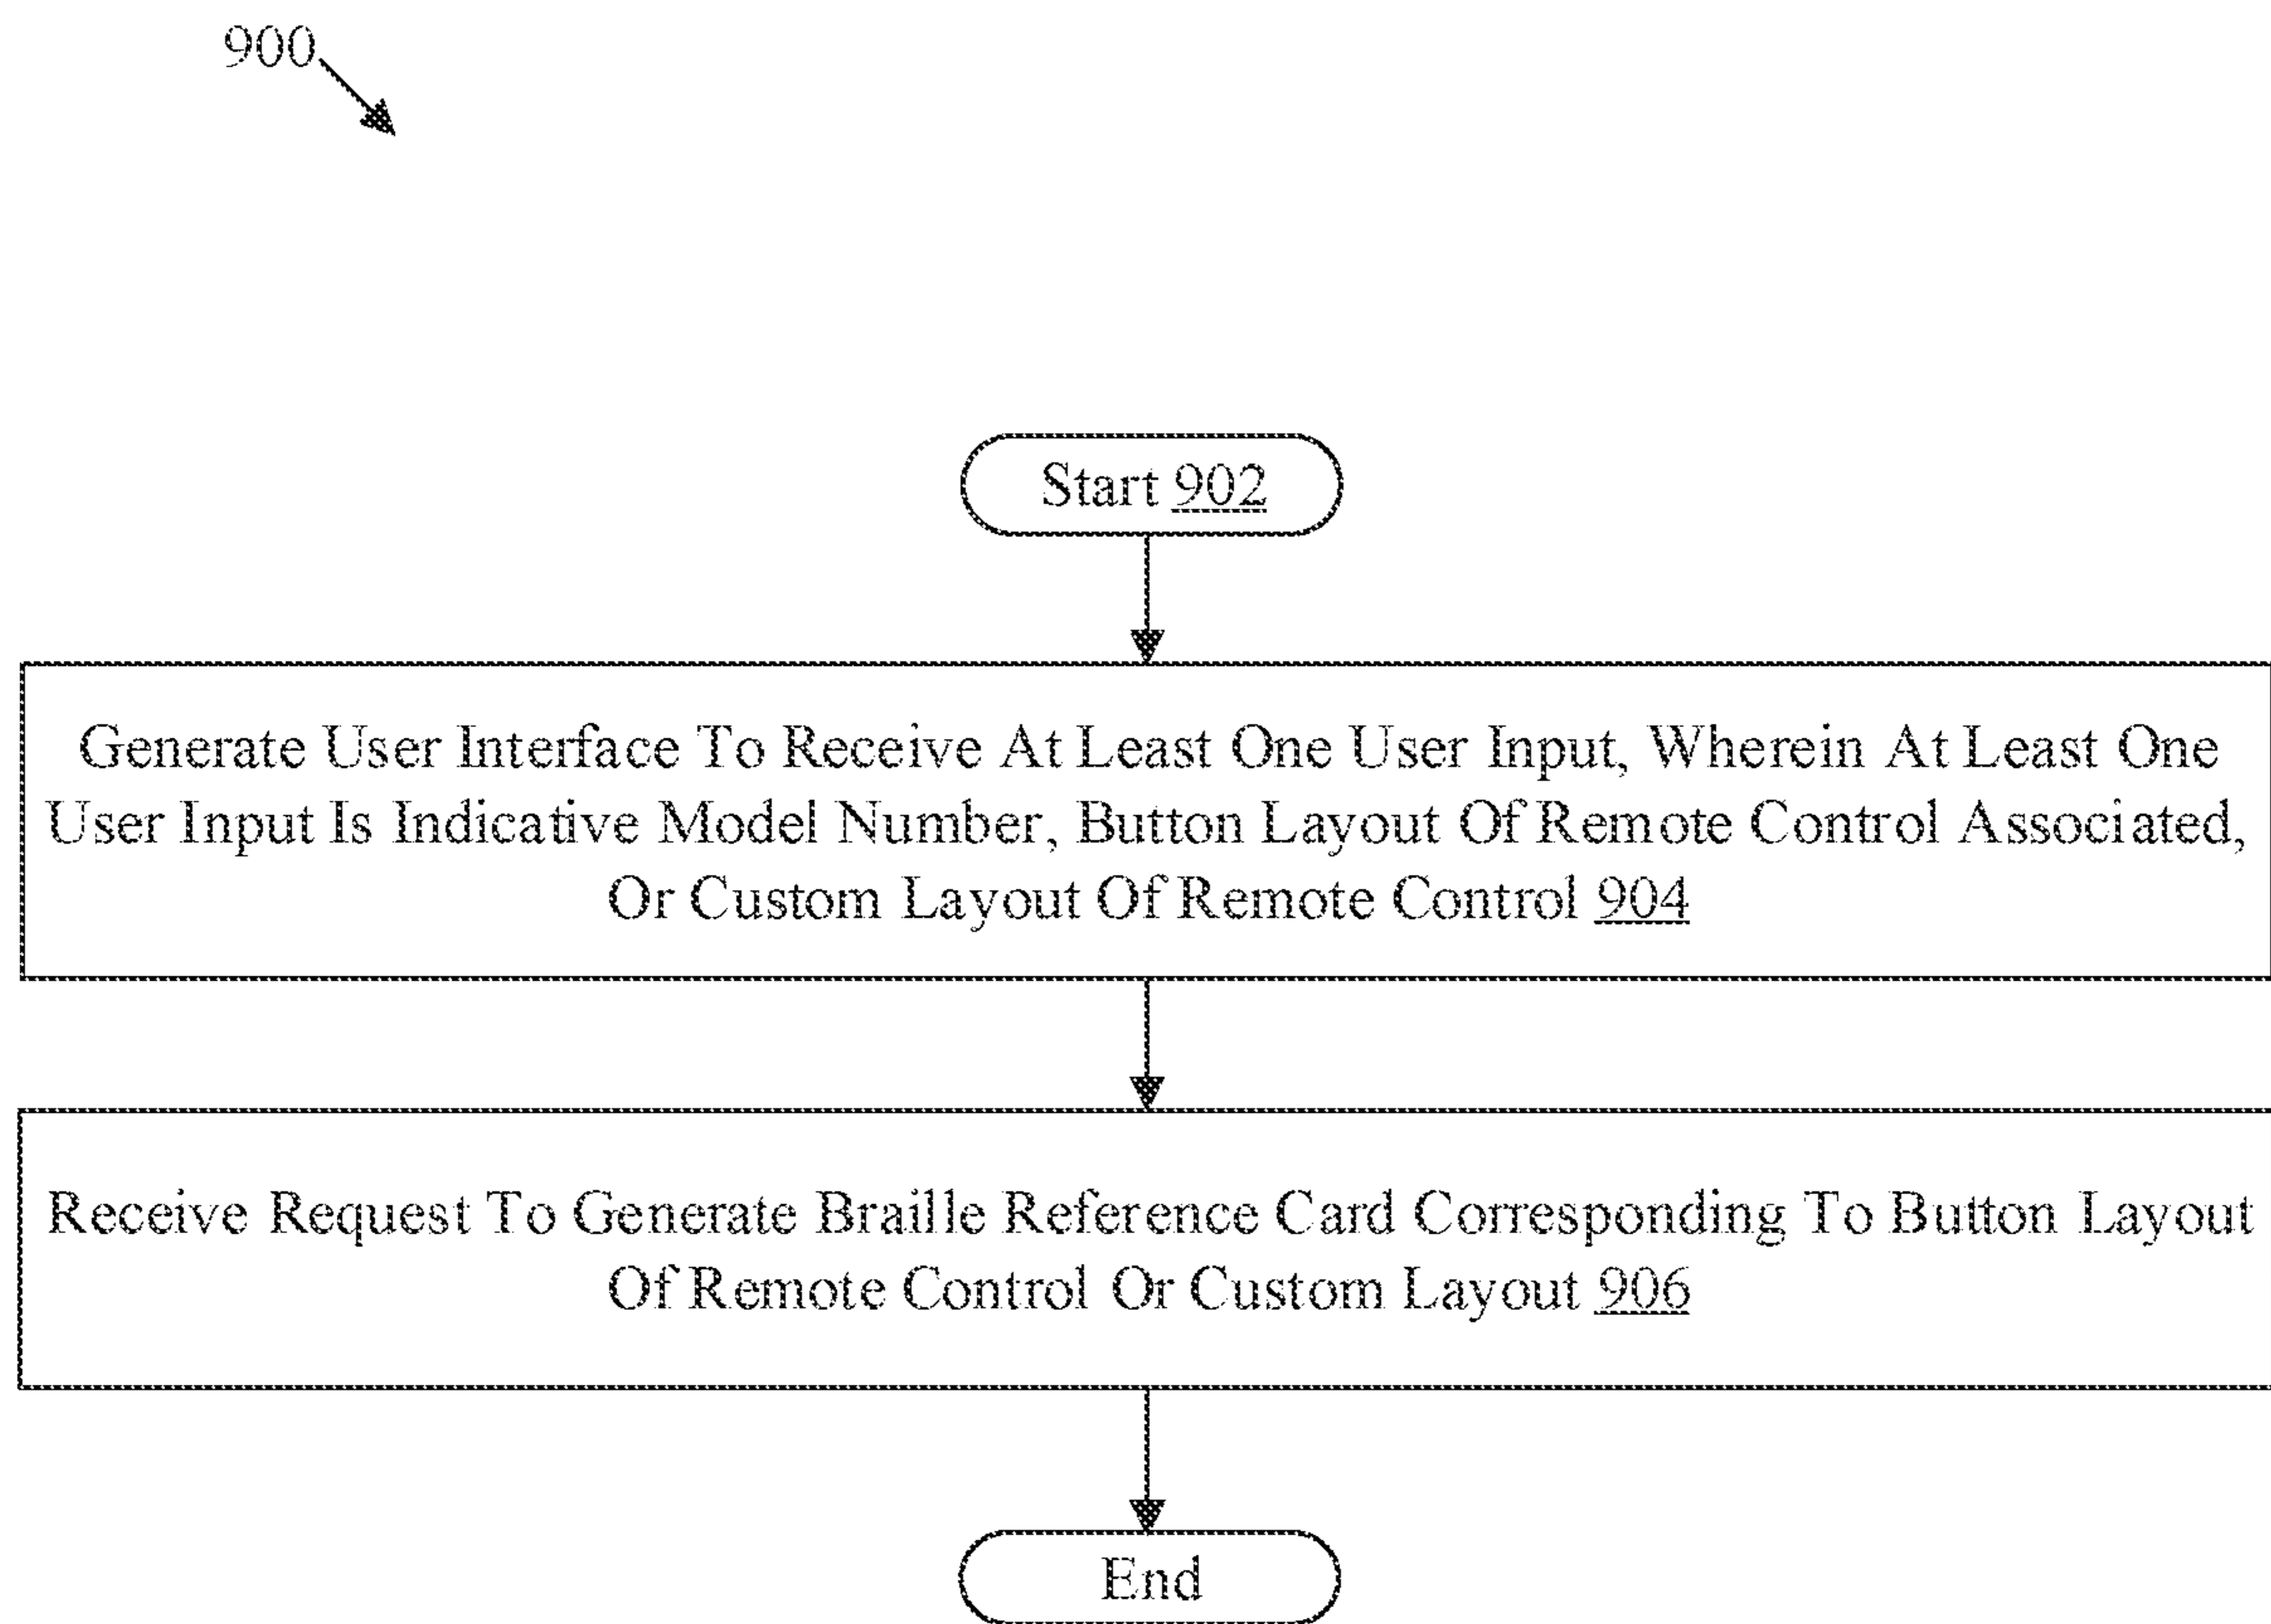 900
Start 902
Generate User Interface To Receive At Least One User Input, Wherein At Least One
User Input Is Indicative Model Number, Button Layout Of Remote Control Associated,
Or Custom Layout Of Remote Control 904
Receive Request To Generate Braille Reference Card Corresponding To Button Layout
Of Remote Control Or Custom Layout 906
End